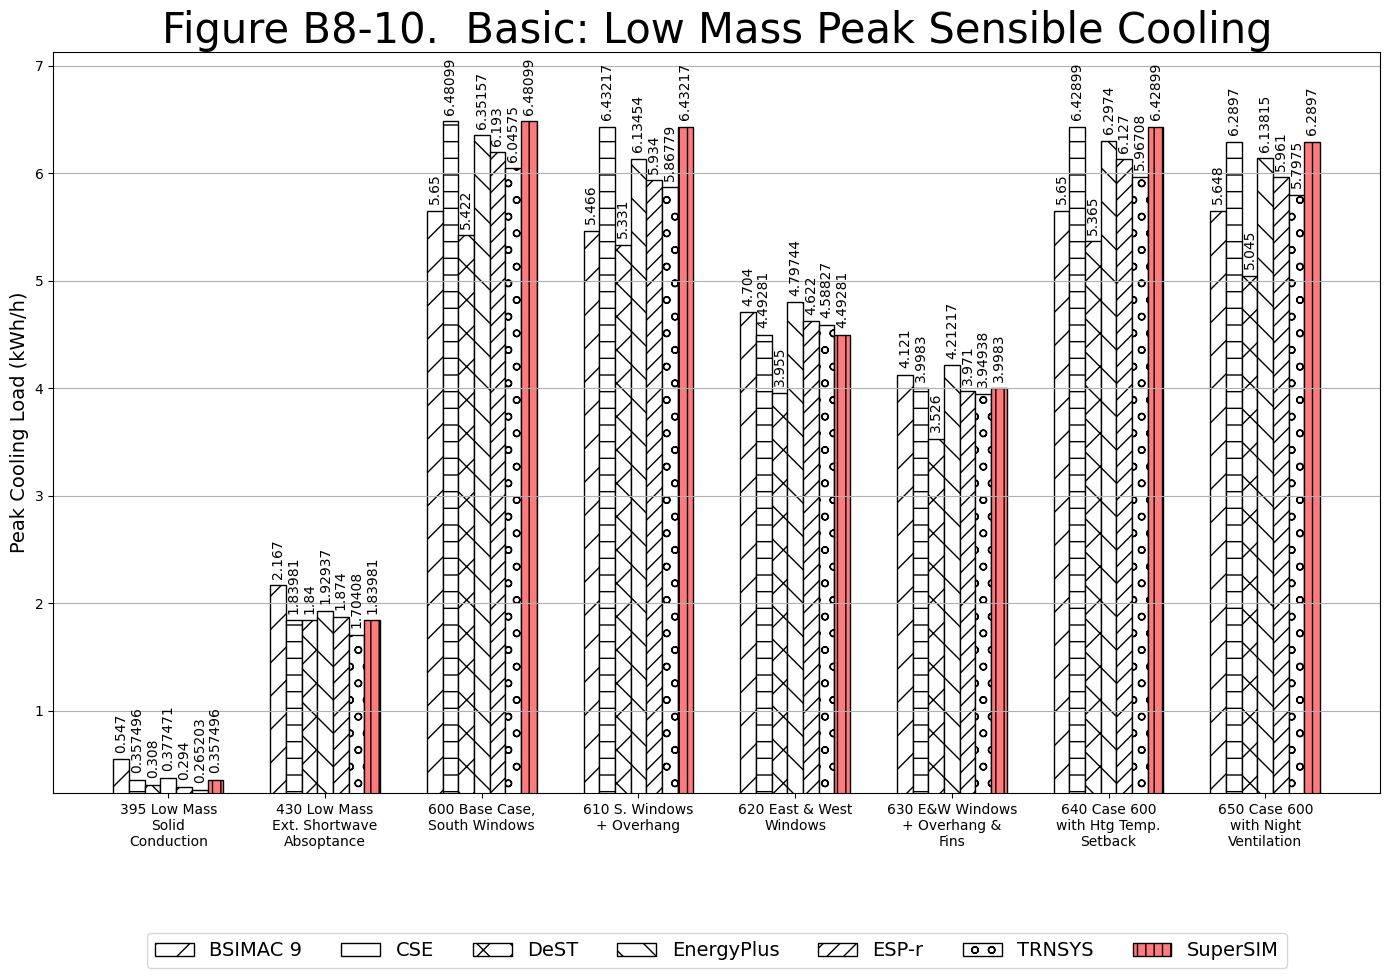 Figure B8-10.  Basic: Low Mass Peak Sensible Cooling
Peak Cooling Load (kWh/h)
7
6
5
4
3
2
1
0.547
0.357496
0.308
0.377471
0.294
0.265203
0.357496
2.167
1.83981
1.84
1.92937
1.874
1.70408
1.83981
5.65
6.48099
5.422
6.35157
6.193
6.04575
6.48099
5.466
6.43217
5.331
6.13454
5.934
5.86779
6.43217
4.704
4.49281
3.955
4.79744
4.622
4.58827
4.49281
4.121
3.9983
3.526
4.21217
3.971
3.94938
3.9983
5.65
6.42899
5.365
6.2974
6.127
5.96708
6.42899
5.648
6.2897
5.045
6.13815
5.961
5.7975
6.2897
395 Low Mass
Solid
Conduction
430 Low Mass
Ext. Shortwave
Absoptance
600 Base Case,
South Windows
610 S. Windows
+ Overhang
620 East & West
Windows
630 E&W Windows
+ Overhang &
Fins
640 Case 600
with Htg Temp.
Setback
650 Case 600
with Night
Ventilation
BSIMAC 9
CSE
DeST
EnergyPlus
ESP-r
TRNSYS
SuperSIM